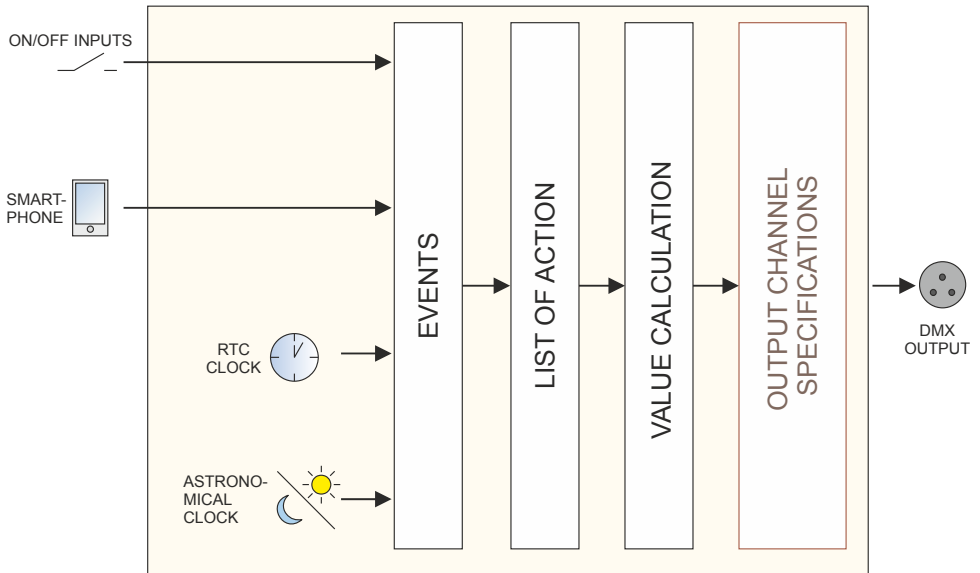 ON/OFF INPUTS
SMART-
PHONE
RTC
CLOCK
ASTRONO-
MICAL
CLOCK
EVENTS
LIST OF ACTION
VALUE CALCULATION
OUTPUT CHANNEL
SPECIFICATIONS
DMX
OUTPUT